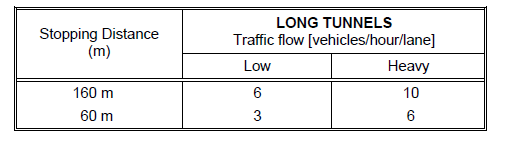 Stopping Distance
(m)
LONG TUNNELS
Traffic flow [vehicles/hour/lane]
Low Heavy
160 m 6 10
60 m 3 6